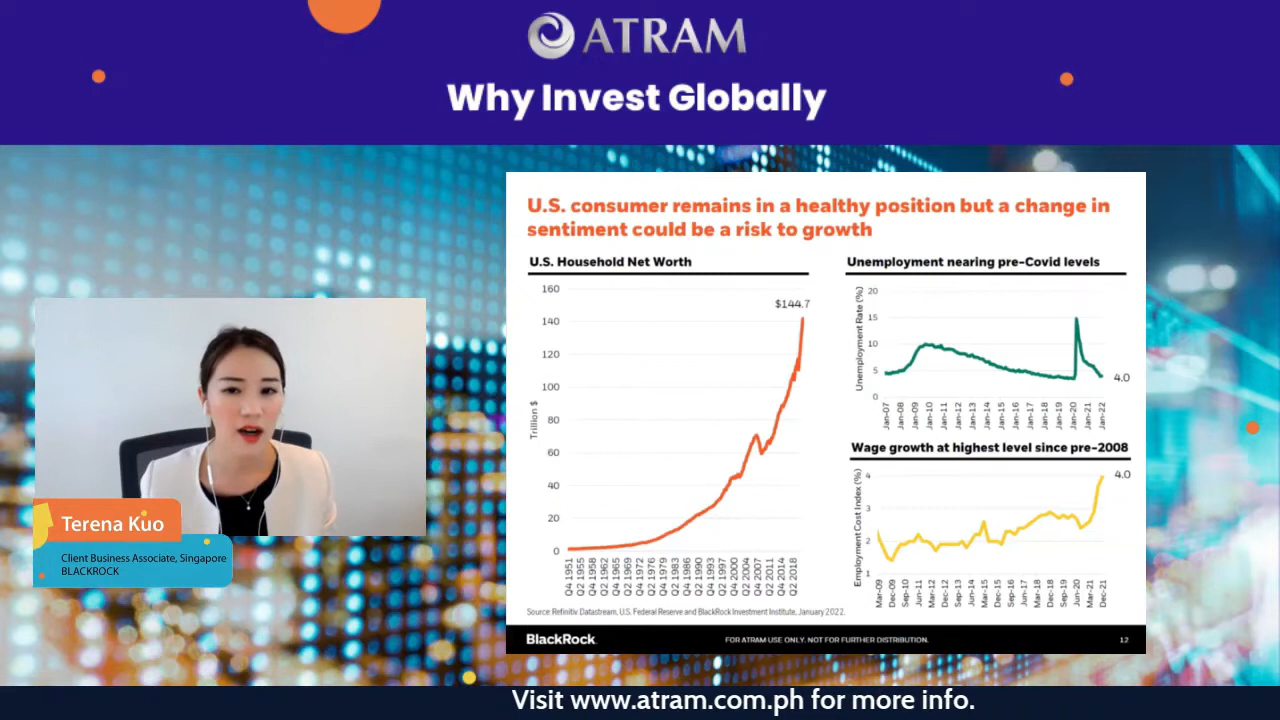 ATRAM
Why Invest Globally
U.S. consumer remains in a healthy position but a change in
sentiment could be a risk to growth
U.S. Household Net Worth
160
140
120
100
80
60
40
20
0
Trillion $
$144.7
Q4 1951
Q2 1955
Q4 1958
Q2 1962
Q4 1965
Q2 1969
Q4 1972
Q2 1976
Q4 1979
Q2 1983
Q4 1986
Q2 1990
Q4 1993
Q2 1997
Q4 2000
Q2 2004
Q4 2007
Q2 2011
Q4 2014
Q2 2018
Unemployment nearing pre-Covid levels
Unemployment Rate (%)
20
15
10
5
0
4.0
Jan-07
Jan-08
Jan-09
Jan-10
Jan-11
Jan-12
Jan-13
Jan-14
Jan-15
Jan-16
Jan-17
Jan-18
Jan-19
Jan-20
Jan-21
Jan-22
Wage growth at highest level since pre-2008
Employment Cost Index (%)
4
3
2
1
4.0
Mar-09
Dec-09
Sep-10
Jun-11
Mar-12
Dec-12
Sep-13
Jun-14
Mar-15
Dec-15
Sep-16
Jun-17
Mar-18
Dec-18
Sep-19
Jun-20
Mar-21
Dec-21
Source: Refinitiv Datastream, U.S. Federal Reserve and BlackRock Investment Institute, January 2022.
BlackRock.
FOR ATRAM USE ONLY. NOT FOR FURTHER DISTRIBUTION.
12
Terena Kuo
Client Business Associate, Singapore
BLACKROCK
Visit www.atram.com.ph for more info.